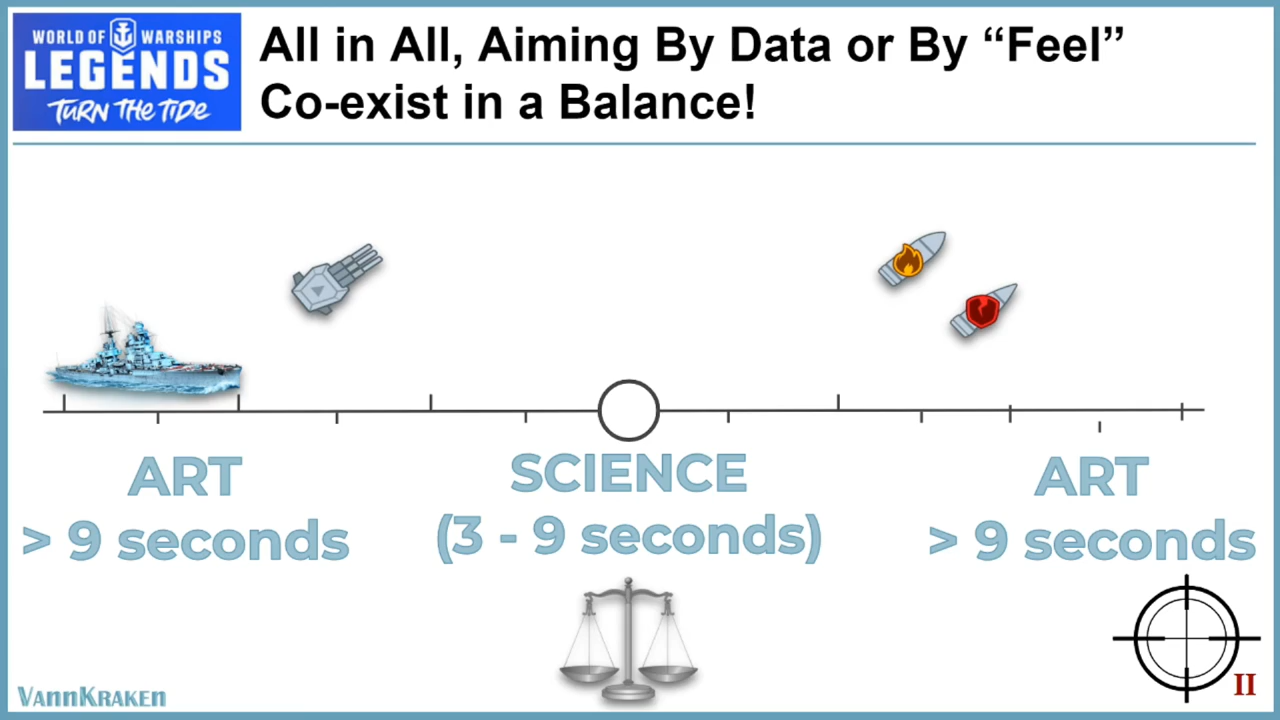 WORLD OF WARSHIPS
LEGENDS
TURN THE TIDE
All in All, Aiming By Data or By “Feel”
Co-exist in a Balance!
ART
> 9 seconds
SCIENCE
(3 - 9 seconds)
ART
> 9 seconds
VannKraken
II